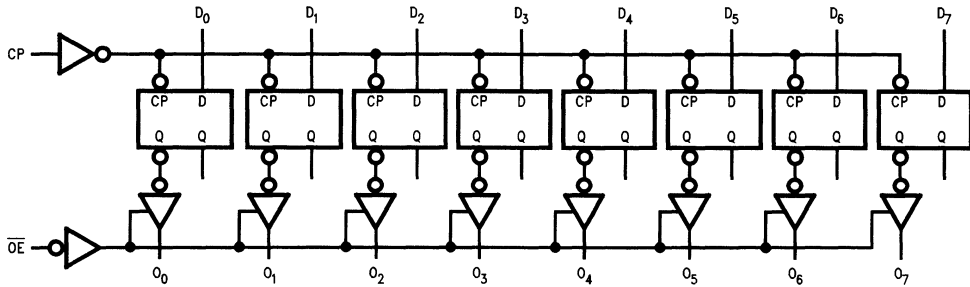 D0 D1 D2 D3 D4 D5 D6 D7
CP
CP D CP D CP D CP D CP D CP D CP D CP D
Q Q Q Q Q Q Q Q Q Q Q Q Q Q Q Q
OE
O0 O1 O2 O3 O4 O5 O6 O7